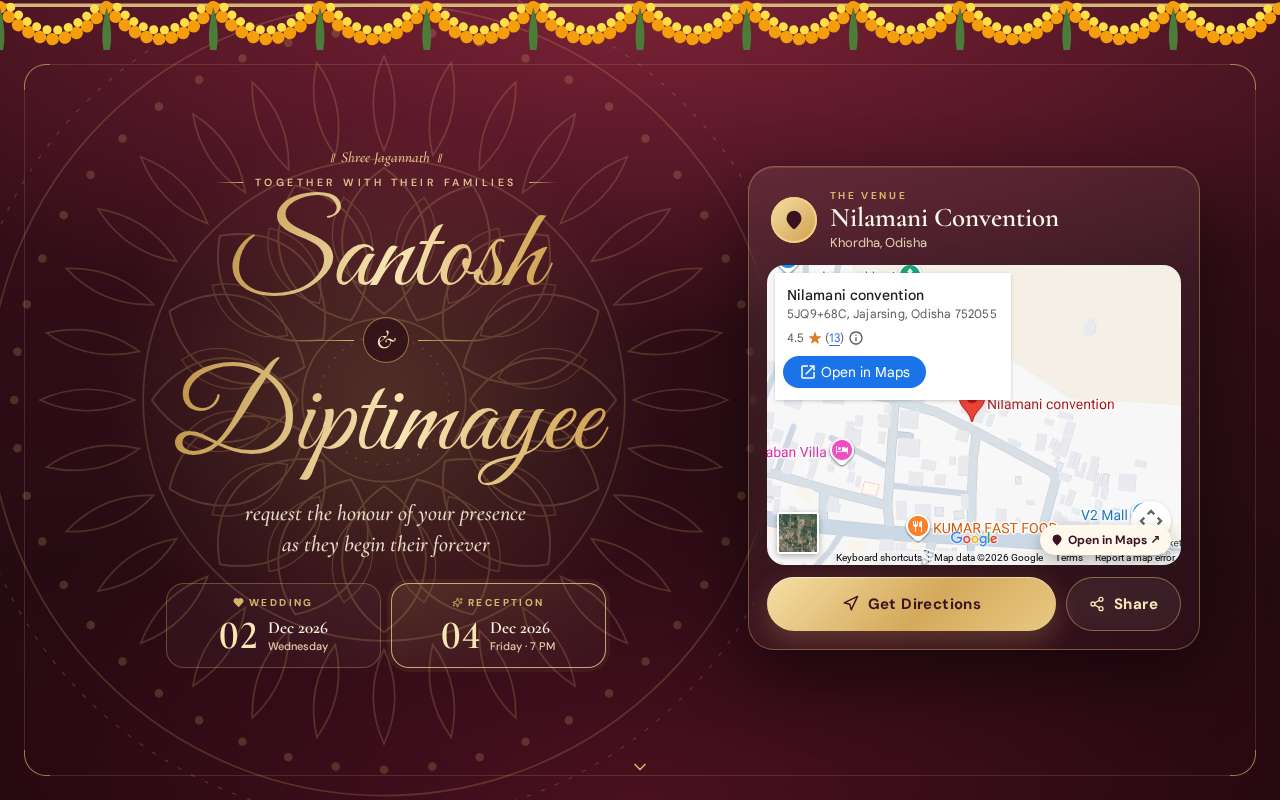 ॥ Shree Jagannath ॥
TOGETHER WITH THEIR FAMILIES
Santosh
&
Diptimayee
request the honour of your presence
as they begin their forever
WEDDING
02 Dec 2026
Wednesday
RECEPTION
04 Dec 2026
Friday · 7 PM
THE VENUE
Nilamani Convention
Khordha, Odisha
Nilamani convention
5JQ9+68C, Jajarsing, Odisha 752055
4.5 ★ (13)
Open in Maps
Nilamani convention
aban Villa
V2 Mall
KUMAR FAST FOOD
Google
Open in Maps ↗
Keyboard shortcuts Map data ©2026 Google Terms Report a map error
Get Directions
Share